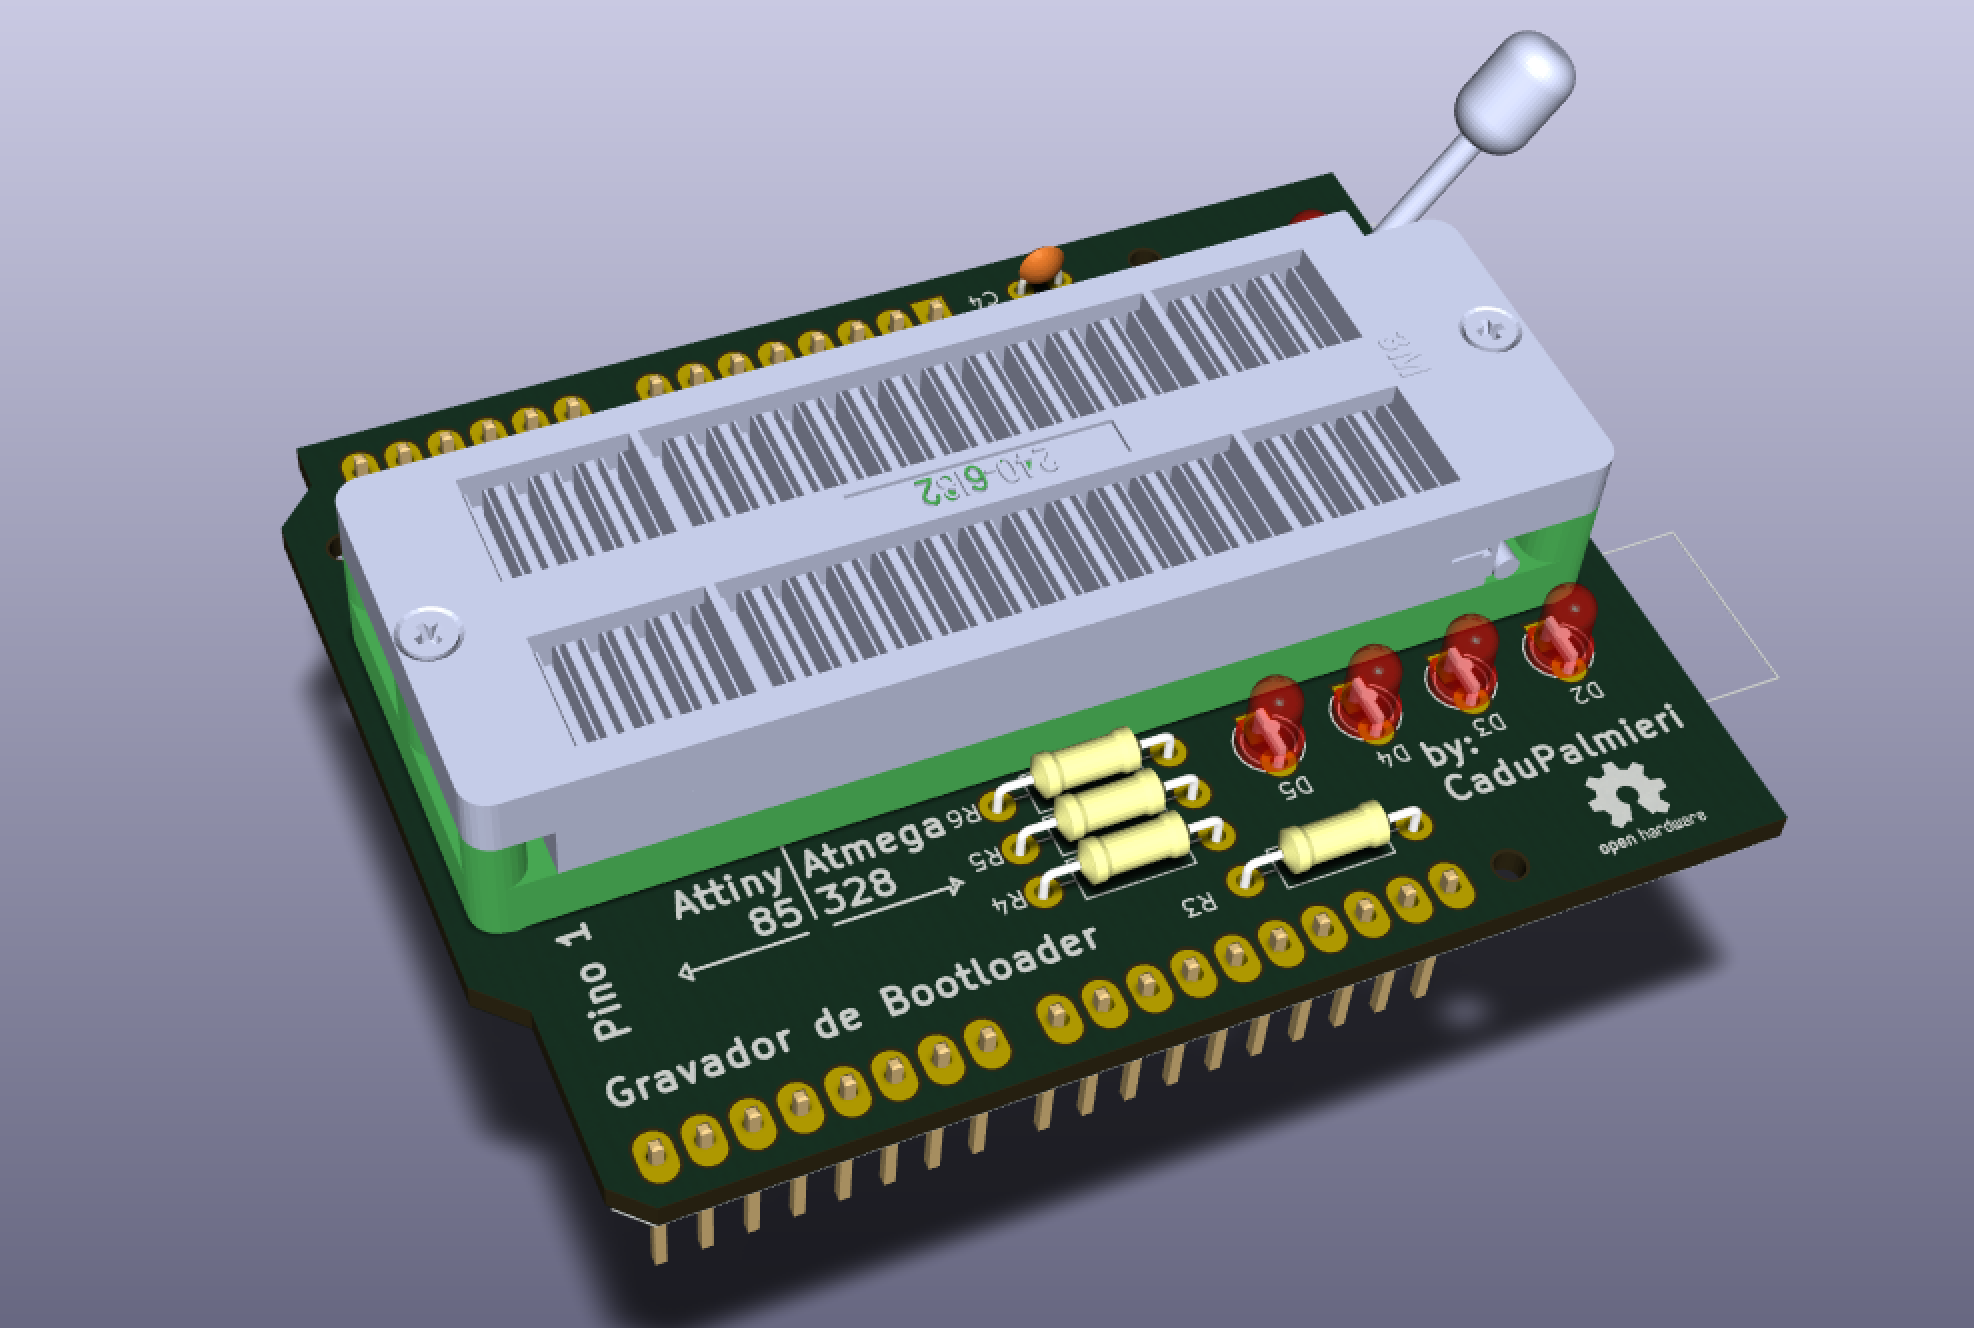 C4
3M
240-6132
R6
R5
R4
R3
D5
D4
D3
D2
by:
CaduPalmieri
open hardware
Attiny
85
Atmega
328
Pino 1
Gravador de Bootloader